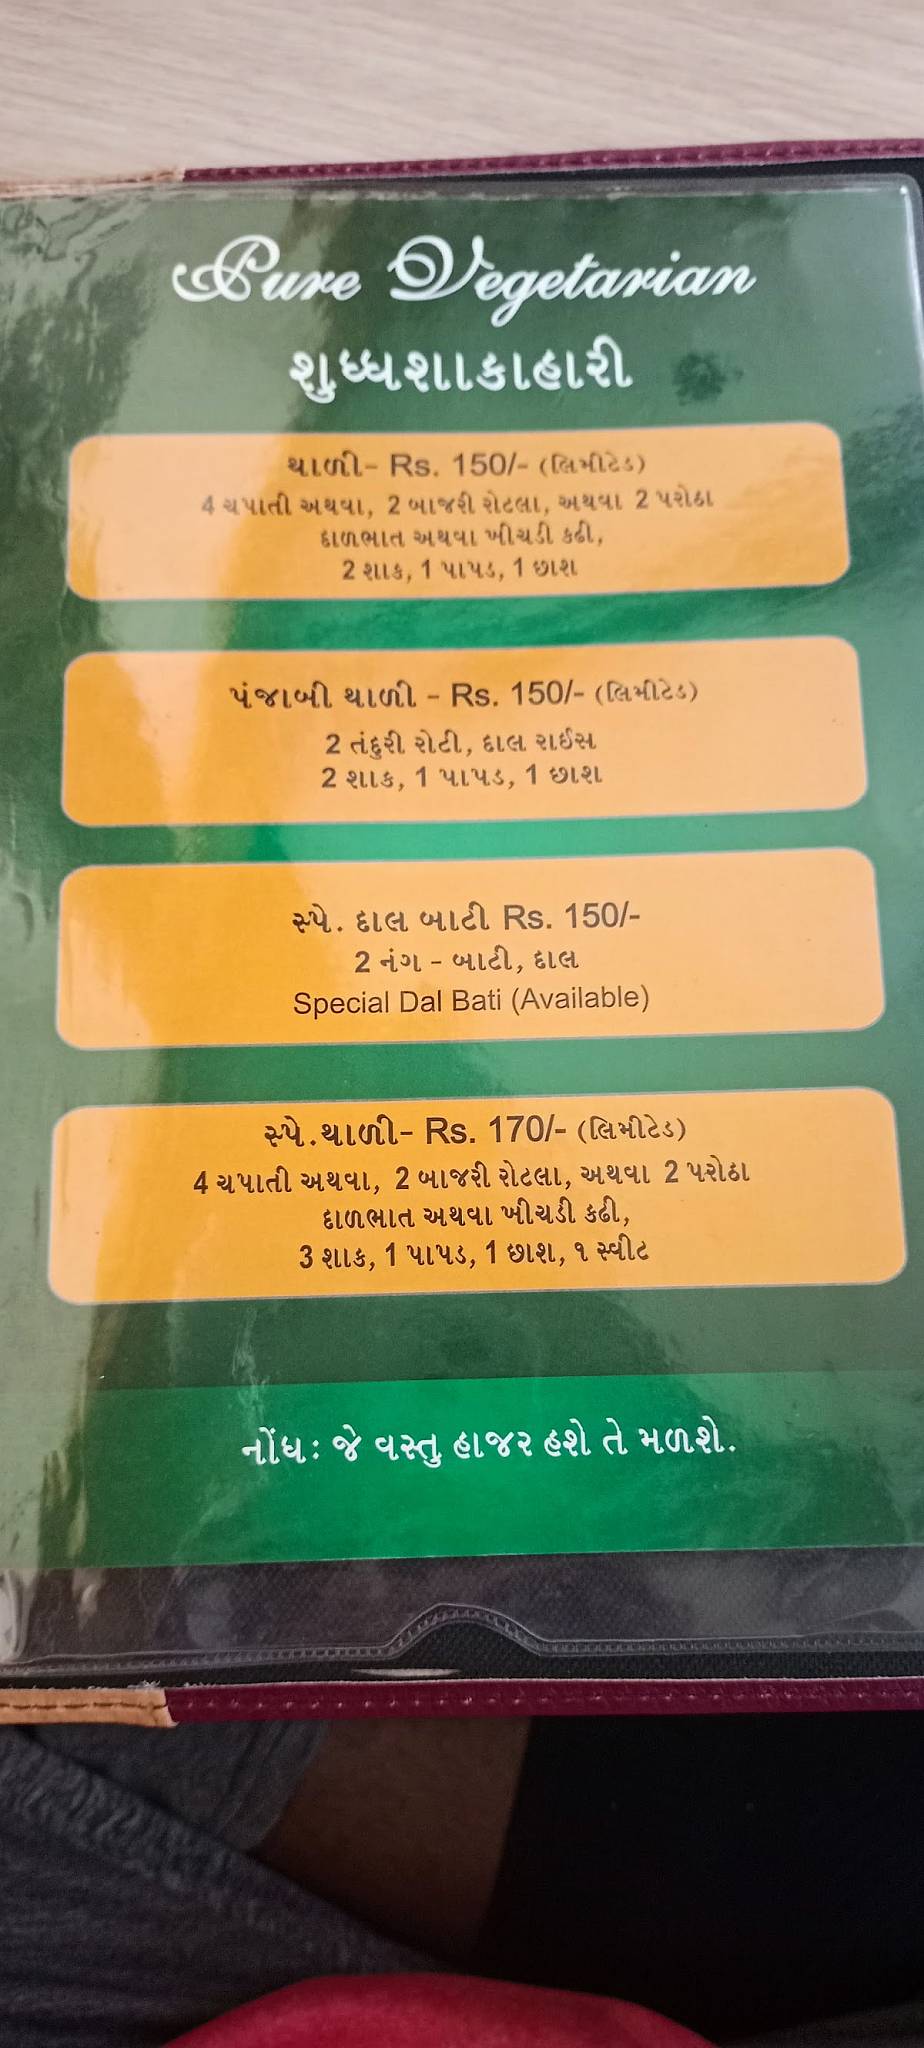 Pure Vegetarian
શુધ્ધશાકાહારી
થાળી- Rs. 150/- (લિમીટેડ)
4 ચપાતી અથવા, 2 બાજરી રોટલા, અથવા 2 પરોઠા
દાળભાત અથવા ખીચડી કઢી,
2 શાક, 1 પાપડ, 1 છાશ
પંજાબી થાળી - Rs. 150/- (લિમીટેડ)
2 તંદુરી રોટી, દાલ રાઈસ
2 શાક, 1 પાપડ, 1 છાશ
સ્પે. દાલ બાટી Rs. 150/-
2 નંગ - બાટી, દાલ
Special Dal Bati (Available)
સ્પે.થાળી- Rs. 170/- (લિમીટેડ)
4 ચપાતી અથવા, 2 બાજરી રોટલા, અથવા 2 પરોઠા
દાળભાત અથવા ખીચડી કઢી,
3 શાક, 1 પાપડ, 1 છાશ, ૧ સ્વીટ
નોંધ: જે વસ્તુ હાજર હશે તે મળશે.